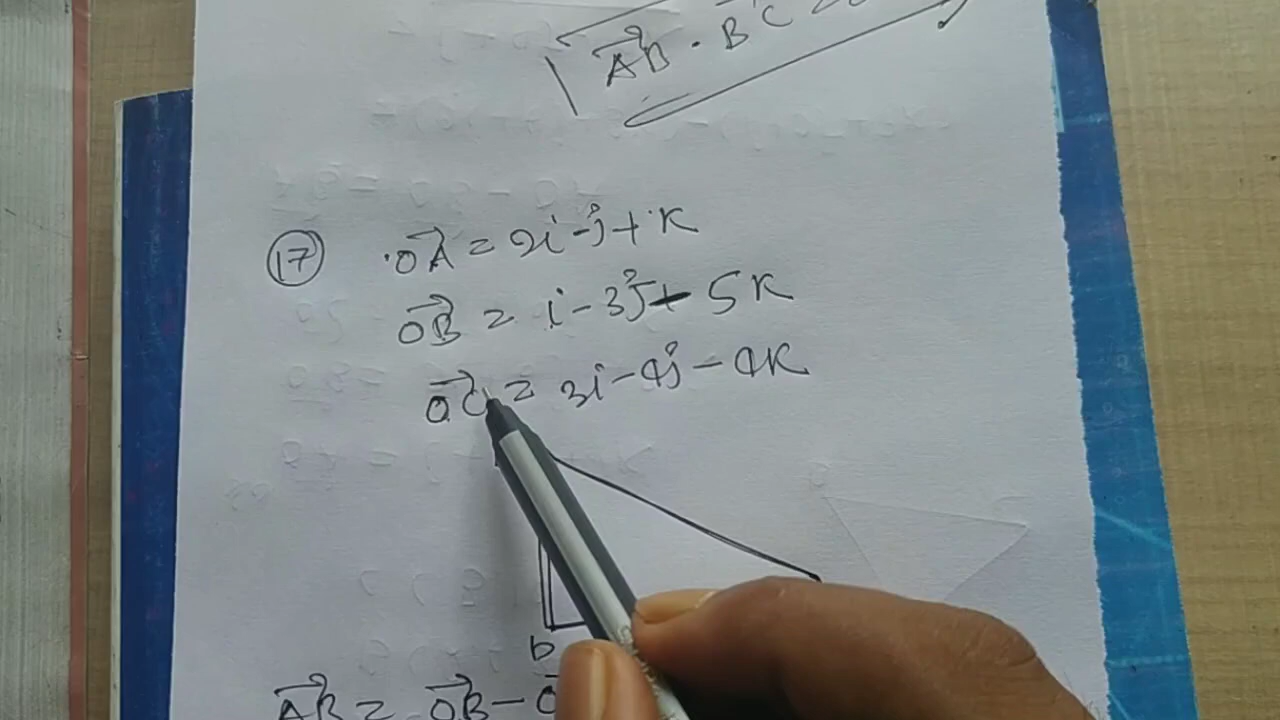 AB · BC =
17 OA = 2i - j + K
OB = i - 3j - 5K
OC = 3i - 4j - 4K
b
AB = OB - O